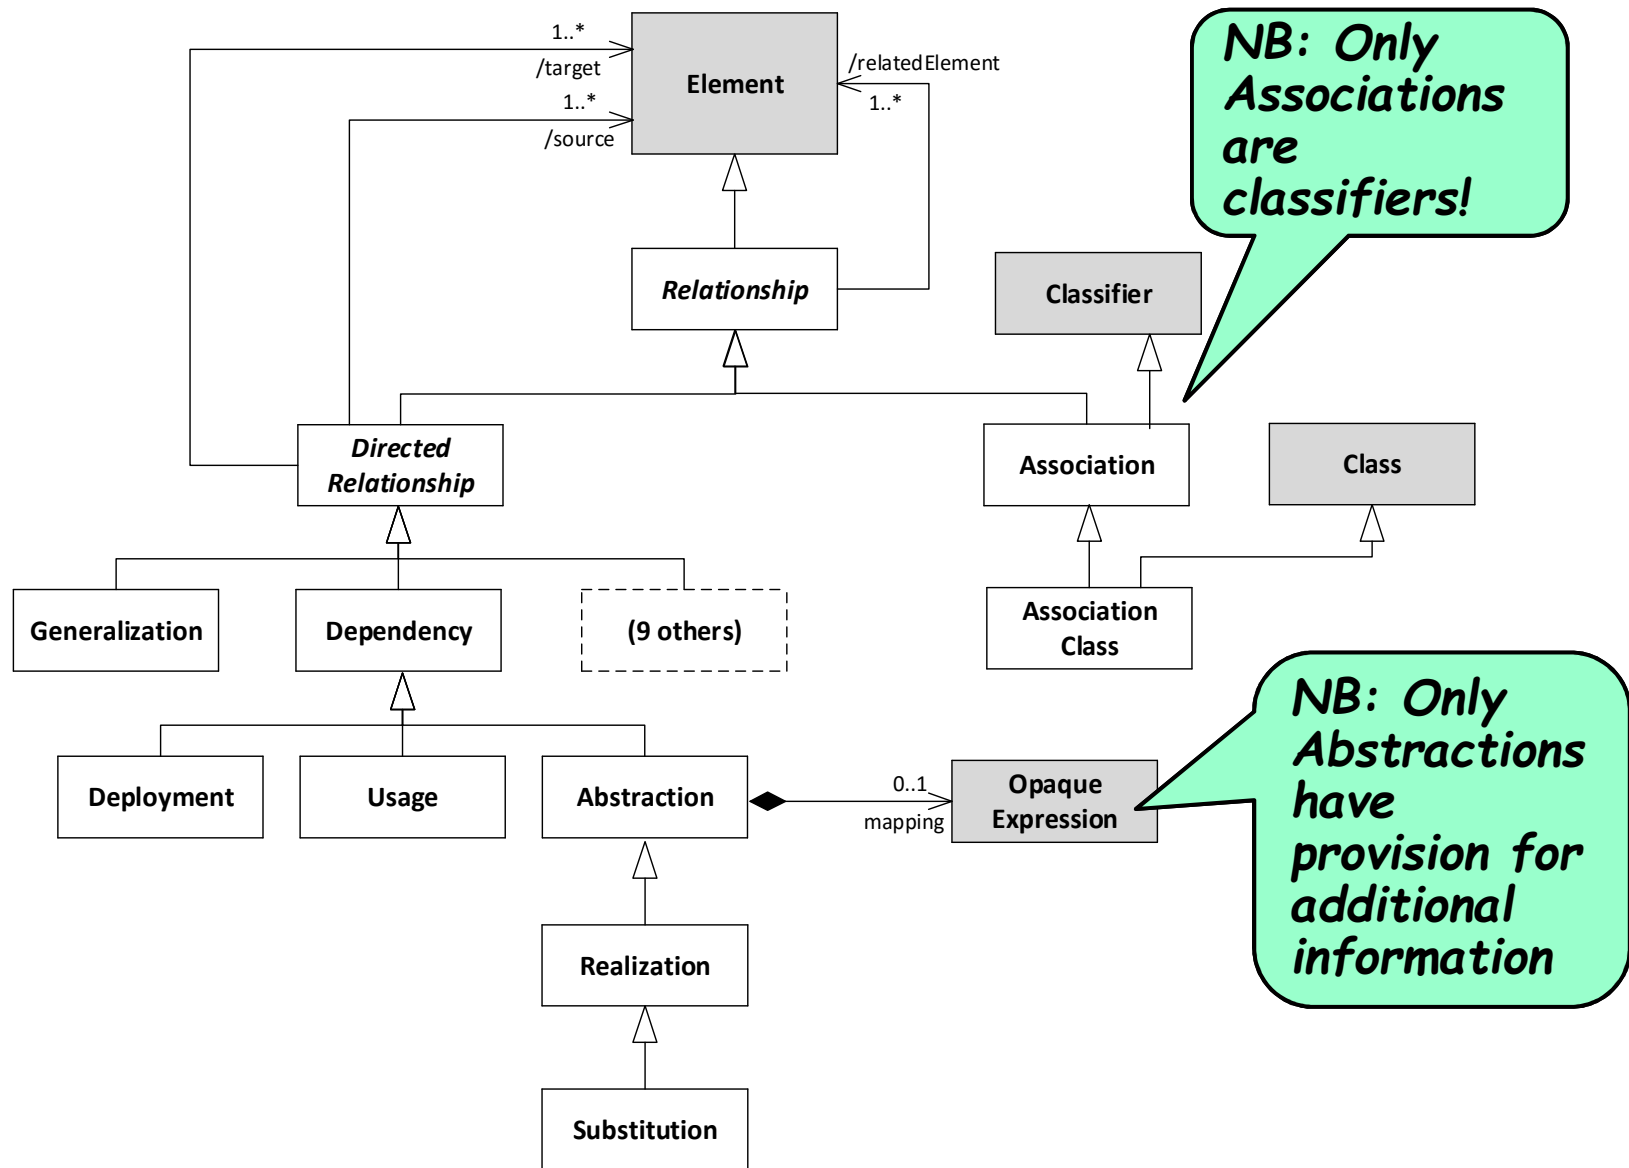 1..*
/target
1..*
/source
Element
/relatedElement
1..*
NB: Only
Associations
are
classifiers!
Relationship
Classifier
Directed
Relationship
Association
Class
Generalization
Dependency
(9 others)
Association
Class
Deployment
Usage
Abstraction
0..1
mapping
Opaque
Expression
NB: Only
Abstractions
have
provision for
additional
information
Realization
Substitution